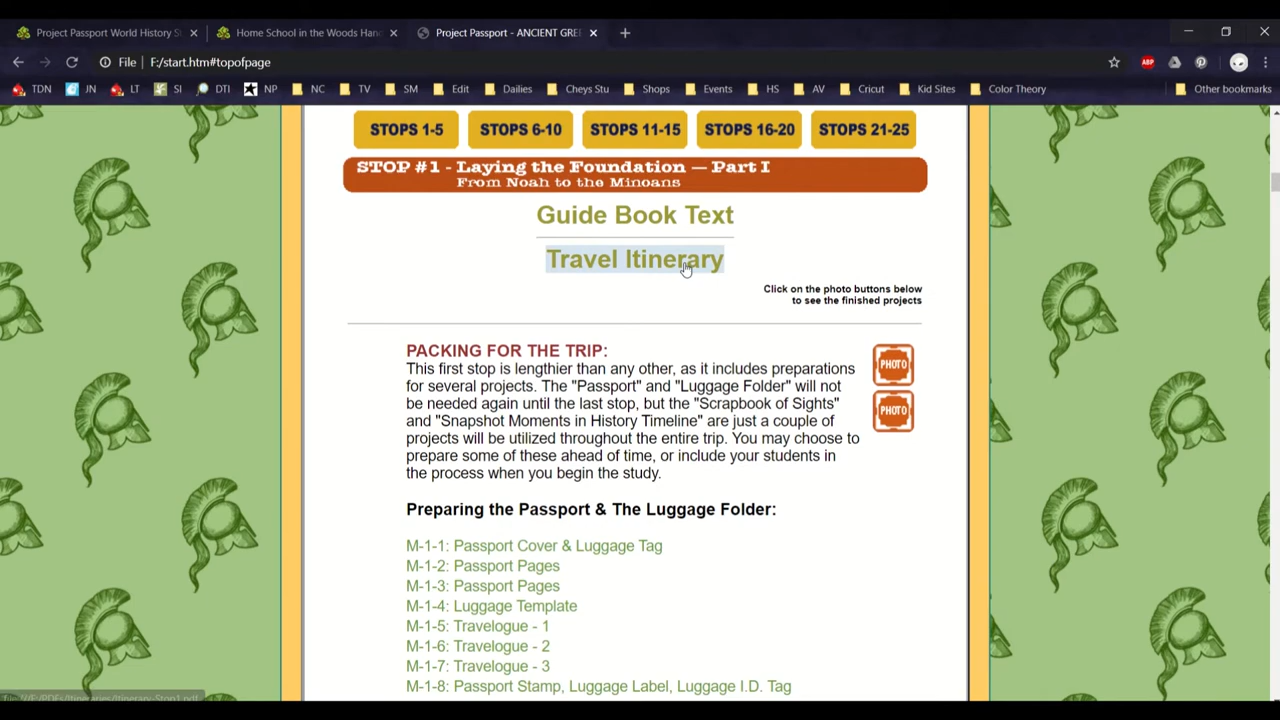 Project Passport World History S
Home School in the Woods Han
Project Passport - ANCIENT GREE
File
F:/start.htm#topofpage
ABP
TDN
JN
LT
SI
DTI
NP
NC
TV
SM
Edit
Dailies
Cheys Stu
Shops
Events
HS
AV
Cricut
Kid Sites
Color Theory
Other bookmarks
STOPS 1-5
STOPS 6-10
STOPS 11-15
STOPS 16-20
STOPS 21-25
STOP #1 - Laying the Foundation — Part I
From Noah to the Minoans
Guide Book Text
Travel Itinerary
Click on the photo buttons below
to see the finished projects
PACKING FOR THE TRIP:
This first stop is lengthier than any other, as it includes preparations
for several projects. The "Passport" and "Luggage Folder" will not
be needed again until the last stop, but the "Scrapbook of Sights"
and "Snapshot Moments in History Timeline" are just a couple of
projects will be utilized throughout the entire trip. You may choose to
prepare some of these ahead of time, or include your students in
the process when you begin the study.
PHOTO
PHOTO
Preparing the Passport & The Luggage Folder:
M-1-1: Passport Cover & Luggage Tag
M-1-2: Passport Pages
M-1-3: Passport Pages
M-1-4: Luggage Template
M-1-5: Travelogue - 1
M-1-6: Travelogue - 2
M-1-7: Travelogue - 3
M-1-8: Passport Stamp, Luggage Label, Luggage I.D. Tag